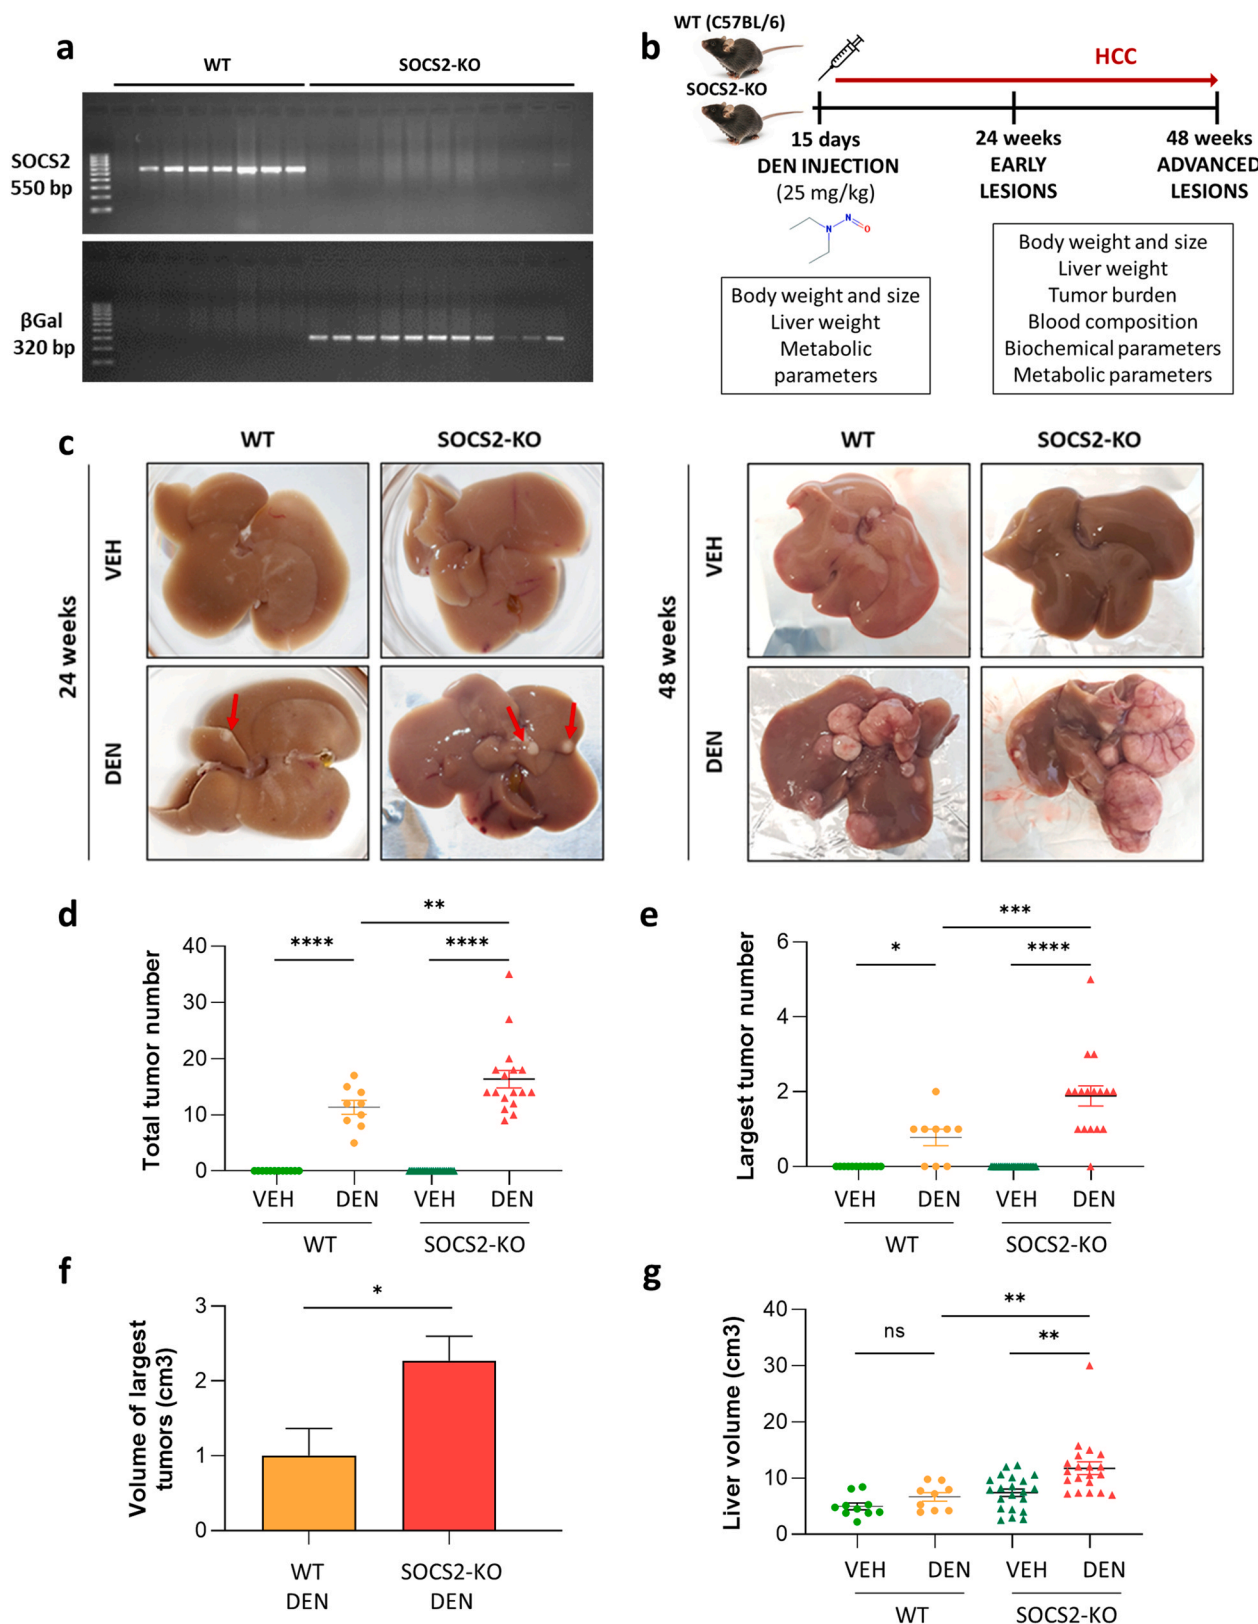 a
WT
SOCS2-KO
SOCS2
550 bp
βGal
320 bp
b
WT (C57BL/6)
SOCS2-KO
HCC
15 days
DEN INJECTION
(25 mg/kg)
24 weeks
EARLY
LESIONS
48 weeks
ADVANCED
LESIONS
N
N
O
Body weight and size
Liver weight
Metabolic
parameters
Body weight and size
Liver weight
Tumor burden
Blood composition
Biochemical parameters
Metabolic parameters
c
WT
SOCS2-KO
24 weeks
VEH
DEN
WT
SOCS2-KO
48 weeks
VEH
DEN
d
**
****
****
Total tumor number
40
30
20
10
0
VEH
DEN
VEH
DEN
WT
SOCS2-KO
e
***
*
****
Largest tumor number
6
4
2
0
VEH
DEN
VEH
DEN
WT
SOCS2-KO
f
*
Volume of largest
tumors (cm3)
3
2
1
0
WT
DEN
SOCS2-KO
DEN
g
**
ns
**
Liver volume (cm3)
40
30
20
10
0
VEH
DEN
VEH
DEN
WT
SOCS2-KO